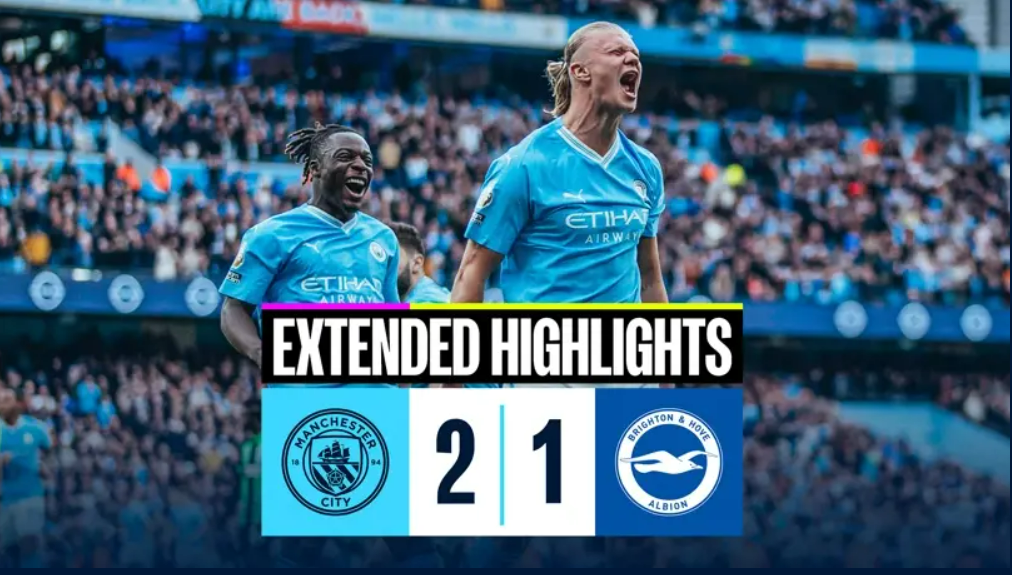 ETIHAD
AIRWAYS
ETIHAD
AIRWAYS
EXTENDED HIGHLIGHTS
MANCHESTER
18 94
CITY
2 1
BRIGHTON & HOVE
ALBION